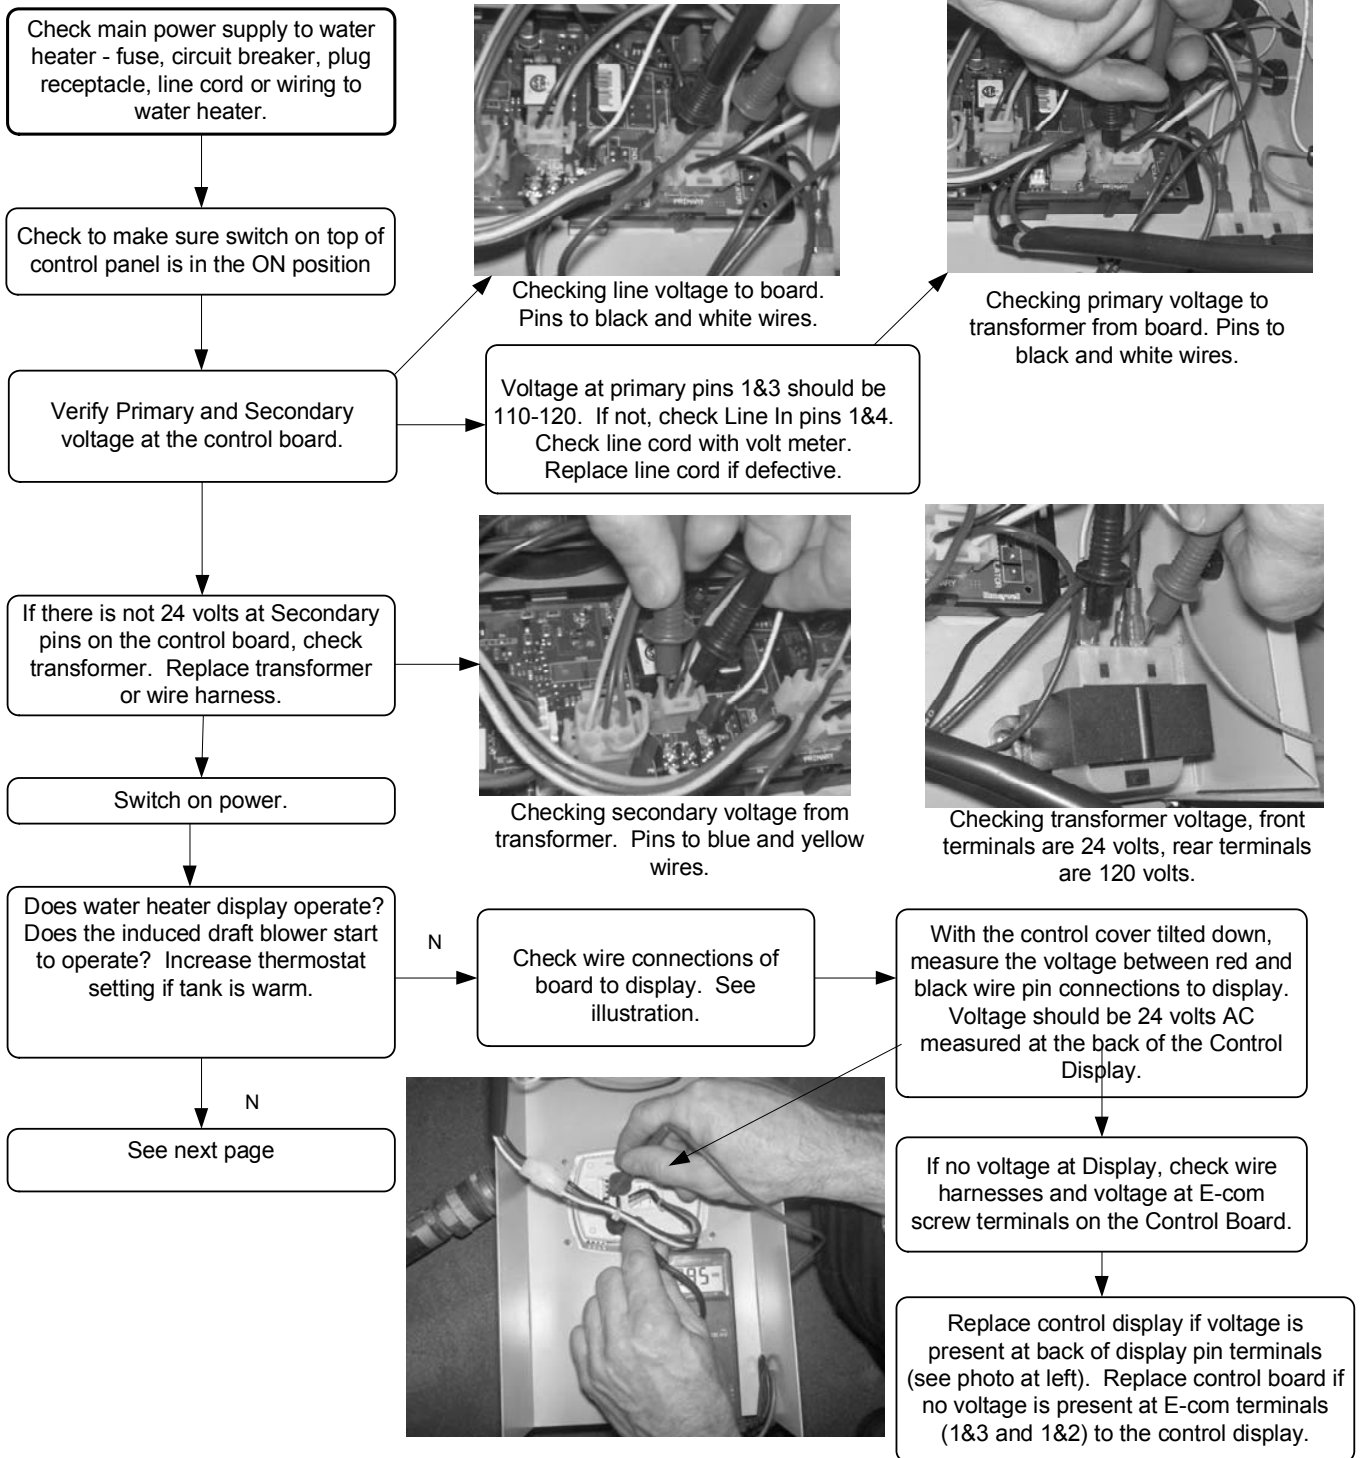 Check main power supply to water
heater - fuse, circuit breaker, plug
receptacle, line cord or wiring to
water heater.
Check to make sure switch on top of
control panel is in the ON position
Checking line voltage to board.
Pins to black and white wires.
Checking primary voltage to
transformer from board. Pins to
black and white wires.
Verify Primary and Secondary
voltage at the control board.
Voltage at primary pins 1&3 should be
110-120.  If not, check Line In pins 1&4.
Check line cord with volt meter.
Replace line cord if defective.
If there is not 24 volts at Secondary
pins on the control board, check
transformer.  Replace transformer
or wire harness.
Checking secondary voltage from
transformer.  Pins to blue and yellow
wires.
Checking transformer voltage, front
terminals are 24 volts, rear terminals
are 120 volts.
Switch on power.
Does water heater display operate?
Does the induced draft blower start
to operate?  Increase thermostat
setting if tank is warm.
N
Check wire connections of
board to display.  See
illustration.
With the control cover tilted down,
measure the voltage between red and
black wire pin connections to display.
Voltage should be 24 volts AC
measured at the back of the Control
Display.
N
See next page
If no voltage at Display, check wire
harnesses and voltage at E-com
screw terminals on the Control Board.
Replace control display if voltage is
present at back of display pin terminals
(see photo at left).  Replace control board if
no voltage is present at E-com terminals
(1&3 and 1&2) to the control display.
PRIMARY
PRIMARY
Honeywell